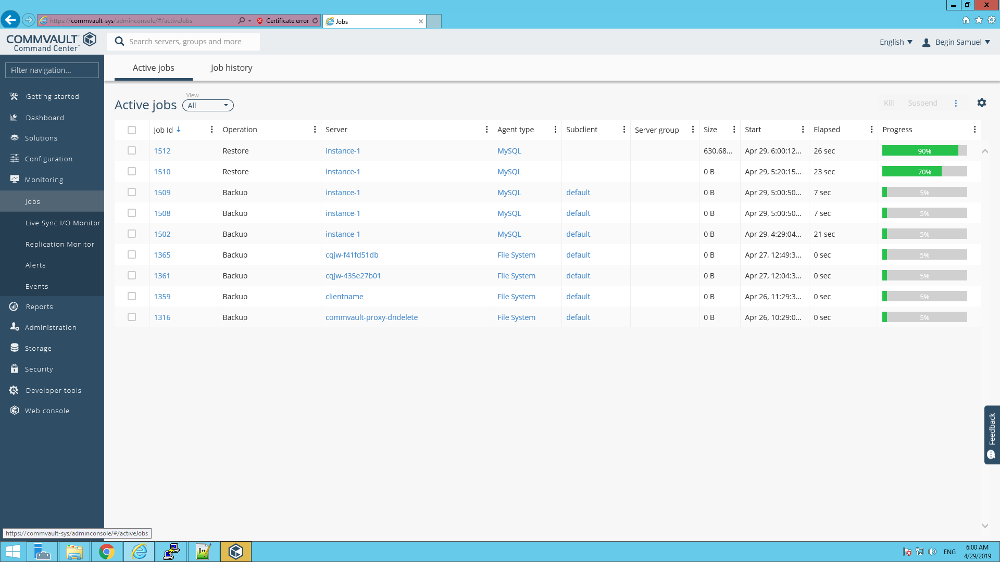 https://commvault-sys/adminconsole/#/activeJobs
Certificate error
Jobs
COMMVAULT
Command Center
Search servers, groups and more
English
Begin Samuel
Filter navigation...
Getting started
Dashboard
Solutions
Configuration
Monitoring
Jobs
Live Sync I/O Monitor
Replication Monitor
Alerts
Events
Reports
Administration
Storage
Security
Developer tools
Web console
Active jobs Job history
View
Active jobs All
Kill Suspend
Job Id Operation Server Agent type Subclient Server group Size Start Elapsed Progress
1512 Restore instance-1 MySQL 630.68... Apr 29, 6:00:12... 26 sec 90%
1510 Restore instance-1 MySQL 0 B Apr 29, 5:20:15... 23 sec 70%
1509 Backup instance-1 MySQL default 0 B Apr 29, 5:00:50... 7 sec 5%
1508 Backup instance-1 MySQL default 0 B Apr 29, 5:00:50... 7 sec 5%
1502 Backup instance-1 MySQL default 0 B Apr 29, 4:29:04... 21 sec 5%
1365 Backup cqjw-f41fd51db File System default 0 B Apr 27, 12:49:3... 0 sec 5%
1361 Backup cqjw-435e27b01 File System default 0 B Apr 27, 12:04:3... 0 sec 5%
1359 Backup clientname File System default 0 B Apr 26, 11:29:3... 0 sec 5%
1316 Backup commvault-proxy-dndelete File System default 0 B Apr 26, 10:29:0... 0 sec 5%
Feedback
https://commvault-sys/adminconsole/#/activeJobs
ENG
6:00 AM
4/29/2019